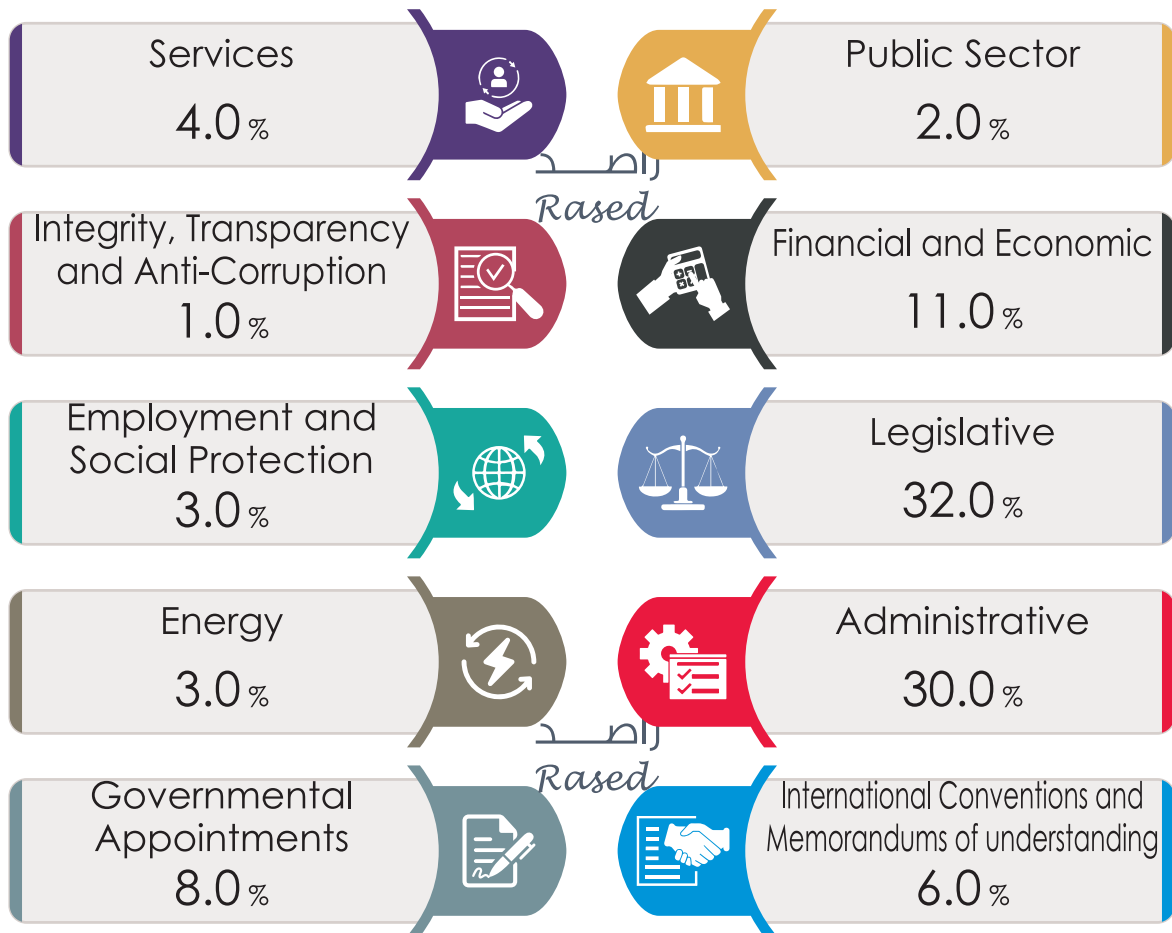 Services
4.0 %
Public Sector
2.0 %
راصد
Rased
Integrity, Transparency
and Anti-Corruption
1.0 %
Financial and Economic
11.0 %
Employment and
Social Protection
3.0 %
Legislative
32.0 %
Energy
3.0 %
Administrative
30.0 %
راصد
Rased
Governmental
Appointments
8.0 %
International Conventions and
Memorandums of understanding
6.0 %